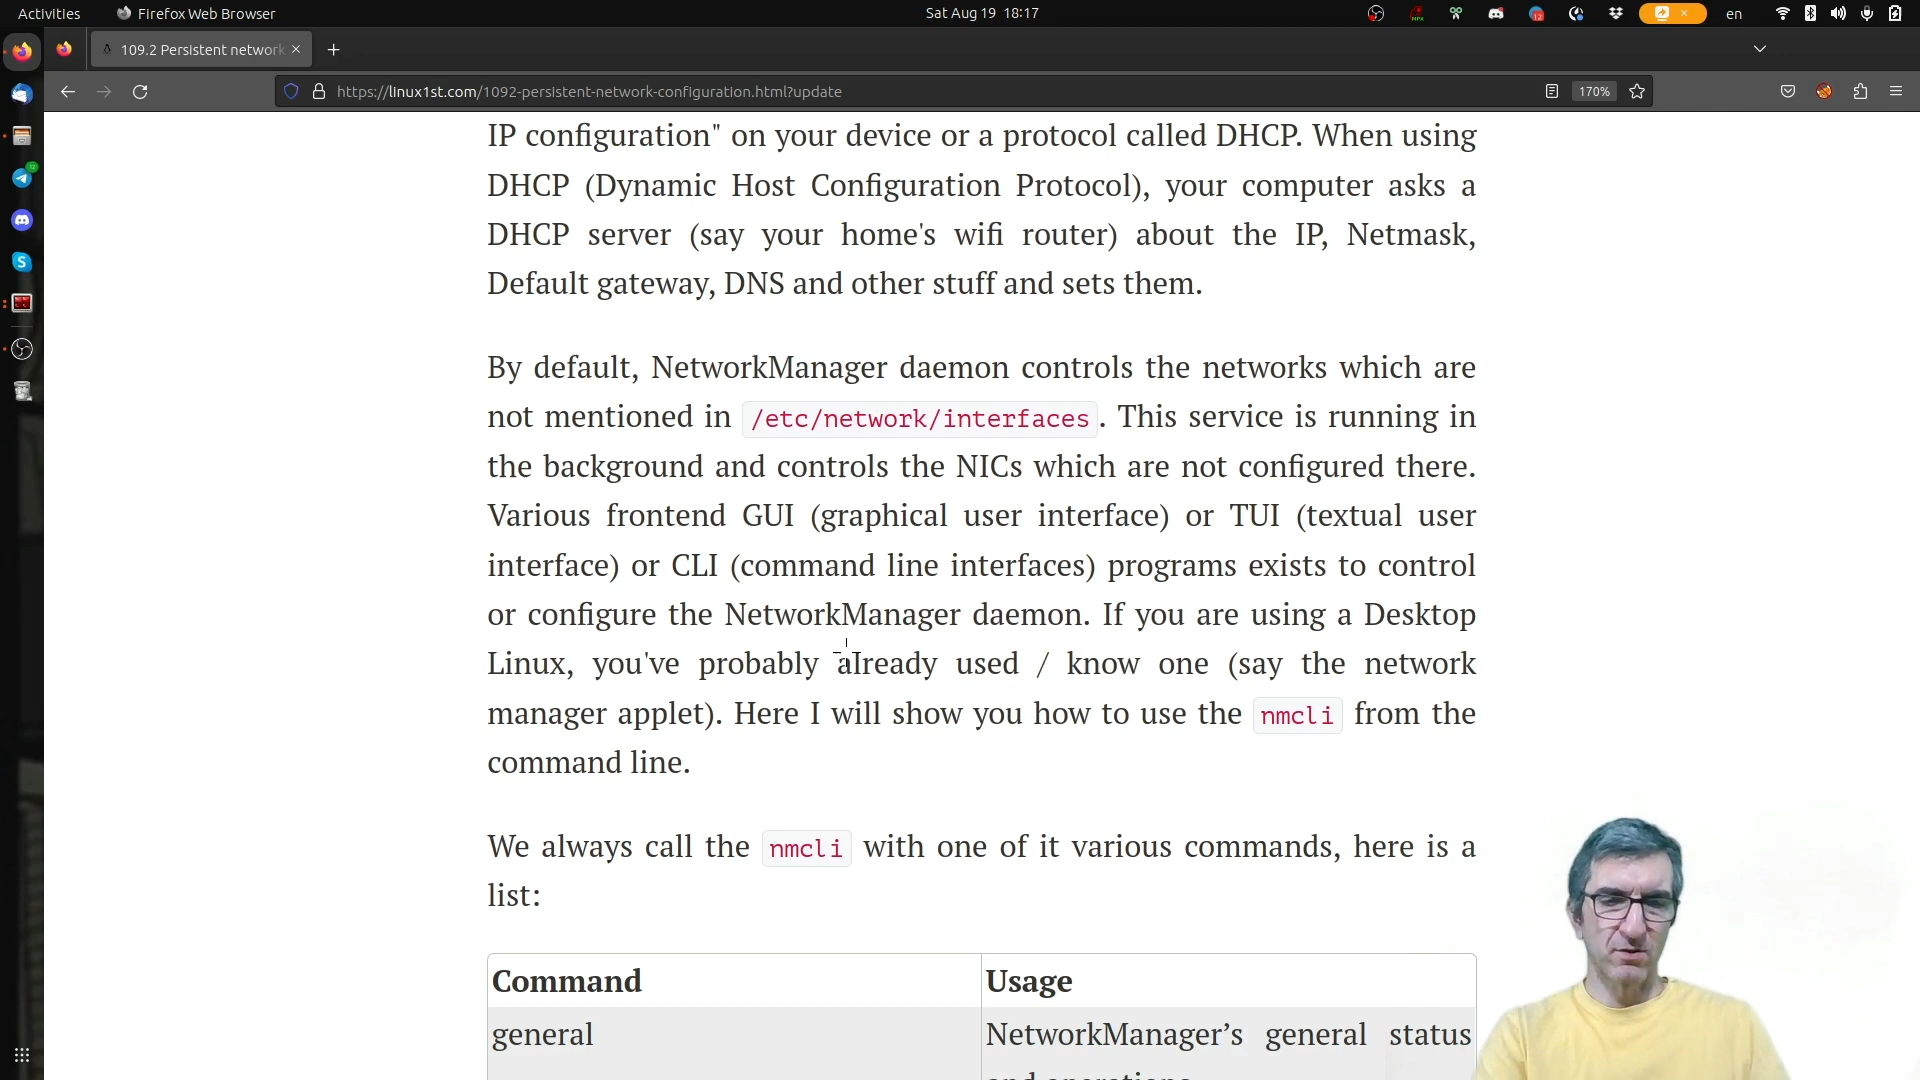 Activities
Firefox Web Browser
Sat Aug 19 18:17
en
109.2 Persistent network
https://linux1st.com/1092-persistent-network-configuration.html?update
170%
IP configuration" on your device or a protocol called DHCP. When using
DHCP (Dynamic Host Configuration Protocol), your computer asks a
DHCP server (say your home's wifi router) about the IP, Netmask,
Default gateway, DNS and other stuff and sets them.
By default, NetworkManager daemon controls the networks which are
not mentioned in /etc/network/interfaces. This service is running in
the background and controls the NICs which are not configured there.
Various frontend GUI (graphical user interface) or TUI (textual user
interface) or CLI (command line interfaces) programs exists to control
or configure the NetworkManager daemon. If you are using a Desktop
Linux, you've probably already used / know one (say the network
manager applet). Here I will show you how to use the nmcli from the
command line.
We always call the nmcli with one of it various commands, here is a
list:
Command Usage
general NetworkManager’s general status
and operations